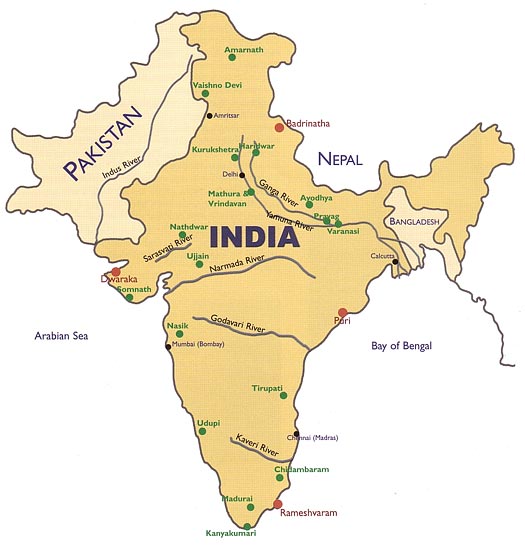 Amarnath
Vaishno Devi
Amritsar
PAKISTAN
Badrinatha
Kurukshetra
Haridwar
NEPAL
Indus River
Delhi
Ganga River
Mathura &
Vrindavan
Ayodhya
Prayag
BANGLADESH
Yamuna River
Varanasi
Nathdwar
INDIA
Sarasvati River
Ujjain
Narmada River
Calcutta
Dwaraka
Somnath
Puri
Godavari River
Nasik
Arabian Sea
Mumbai (Bombay)
Bay of Bengal
Tirupati
Udupi
Chennai (Madras)
Kaveri River
Chidambaram
Madurai
Rameshvaram
Kanyakumari